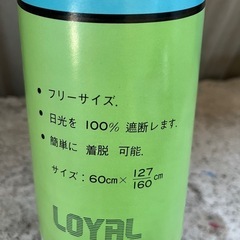 • フリーサイズ.
• 日光を 100% 遮断します.
• 簡単に 着脱 可能.
サイズ：60cm×127/160cm
LOYAL